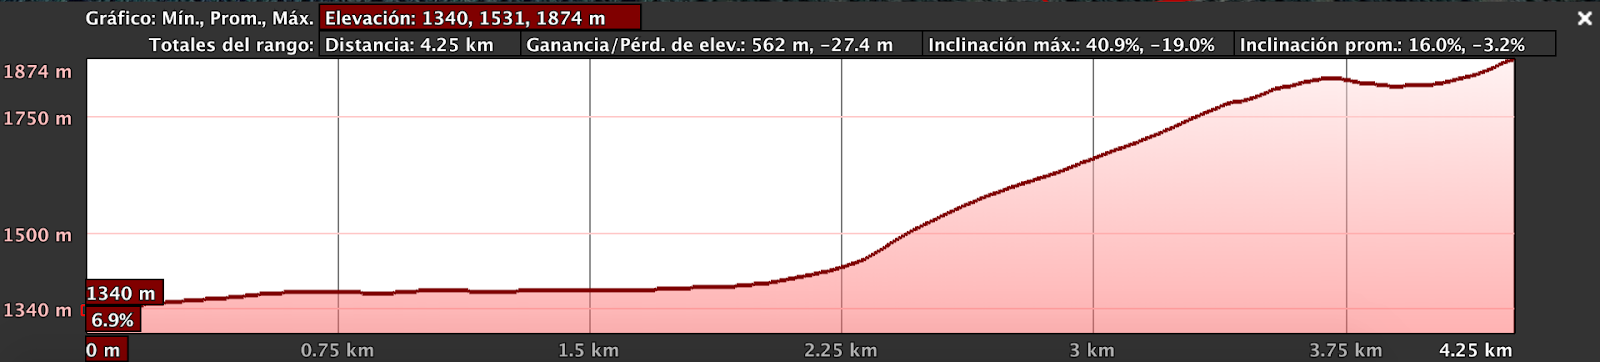 Gráfico: Mín., Prom., Máx. Elevación: 1340, 1531, 1874 m
Totales del rango: Distancia: 4.25 km Ganancia/Pérd. de elev.: 562 m, -27.4 m Inclinación máx.: 40.9%, -19.0% Inclinación prom.: 16.0%, -3.2%
1874 m
1750 m
1500 m
1340 m
1340 m
6.9%
0 m 0.75 km 1.5 km 2.25 km 3 km 3.75 km 4.25 km